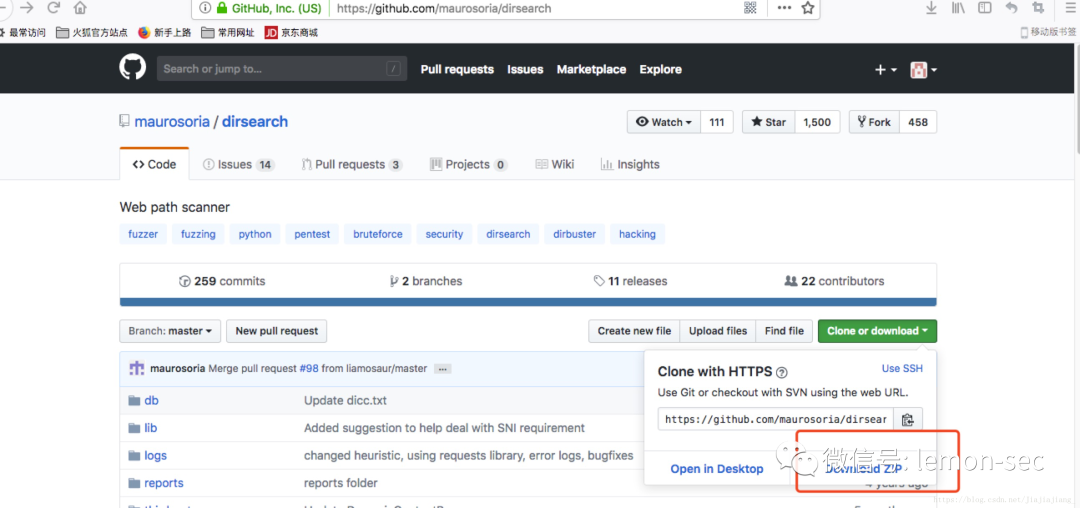 GitHub, Inc. (US) https://github.com/maurosoria/dirsearch
最常访问 火狐官方站点 新手上路 常用网址 JD 京东商城 移动版书签
Search or jump to... / Pull requests Issues Marketplace Explore
maurosoria / dirsearch Watch 111 Star 1,500 Fork 458
Code Issues 14 Pull requests 3 Projects 0 Wiki Insights
Web path scanner
fuzzer fuzzing python pentest bruteforce security dirsearch dirbuster hacking
259 commits 2 branches 11 releases 22 contributors
Branch: master New pull request Create new file Upload files Find file Clone or download
maurosoria Merge pull request #98 from liamosaur/master ...
Clone with HTTPS ? Use SSH
Use Git or checkout with SVN using the web URL.
https://github.com/maurosoria/dirsear
Open in Desktop Download ZIP
db Update dicc.txt
lib Added suggestion to help deal with SNI requirement
logs changed heuristic, using requests library, error logs, bugfixes
reports reports folder 4 years ago
微信号: lemon-sec